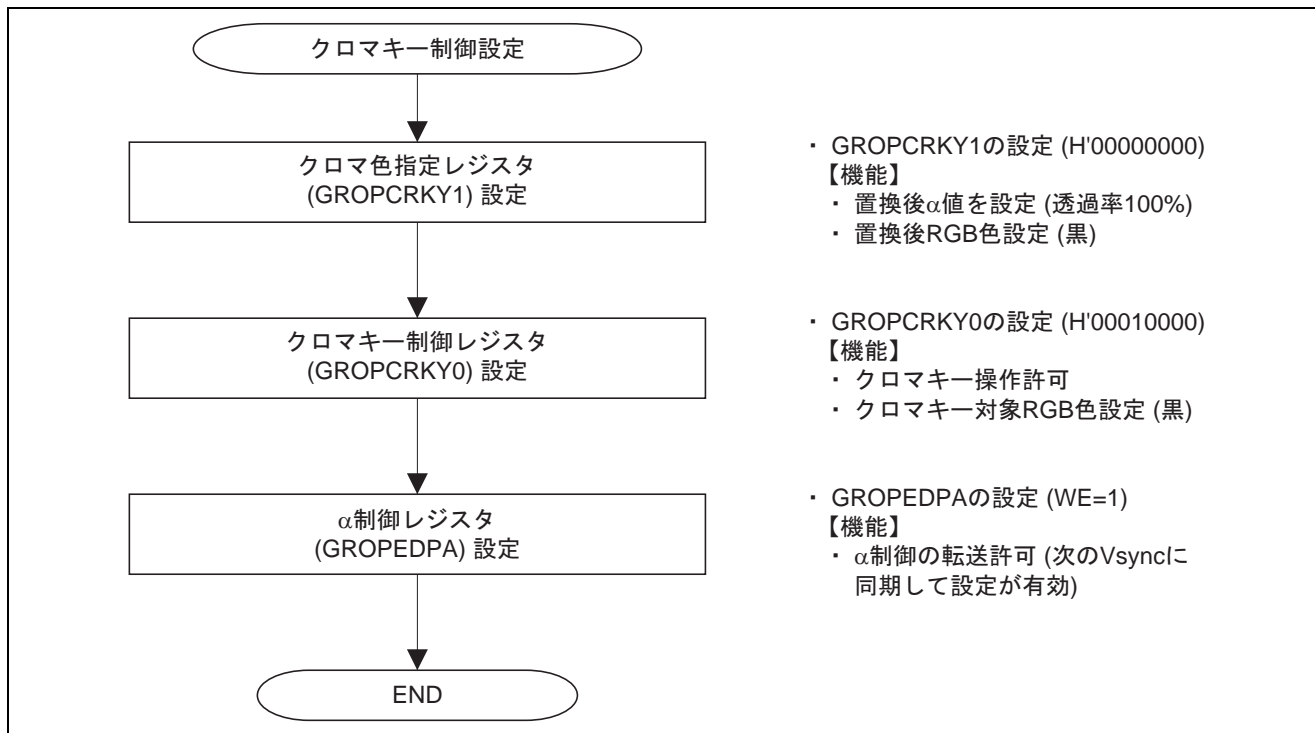 クロマキー制御設定
クロマ色指定レジスタ
(GROPCRKY1) 設定
・ GROPCRKY1の設定 (H'00000000)
【機能】
・ 置換後α値を設定 (透過率100%)
・ 置換後RGB色設定 (黒)
クロマキー制御レジスタ
(GROPCRKY0) 設定
・ GROPCRKY0の設定 (H'00010000)
【機能】
・ クロマキー操作許可
・ クロマキー対象RGB色設定 (黒)
α制御レジスタ
(GROPEDPA) 設定
・ GROPEDPAの設定 (WE=1)
【機能】
・ α制御の転送許可 (次のVsyncに
同期して設定が有効)
END